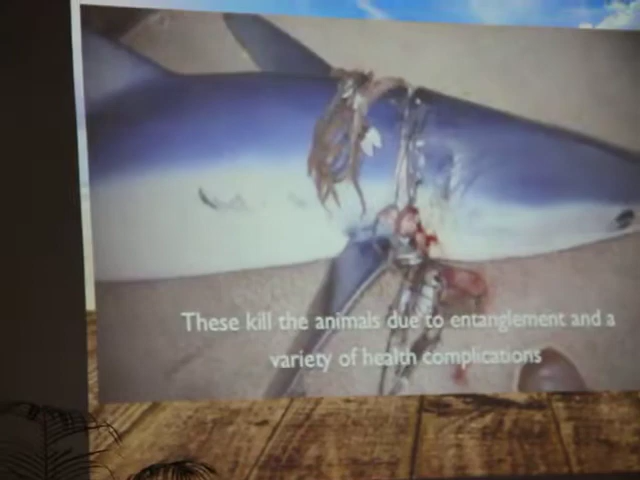 These kill the animals due to entanglement and a
variety of health complications